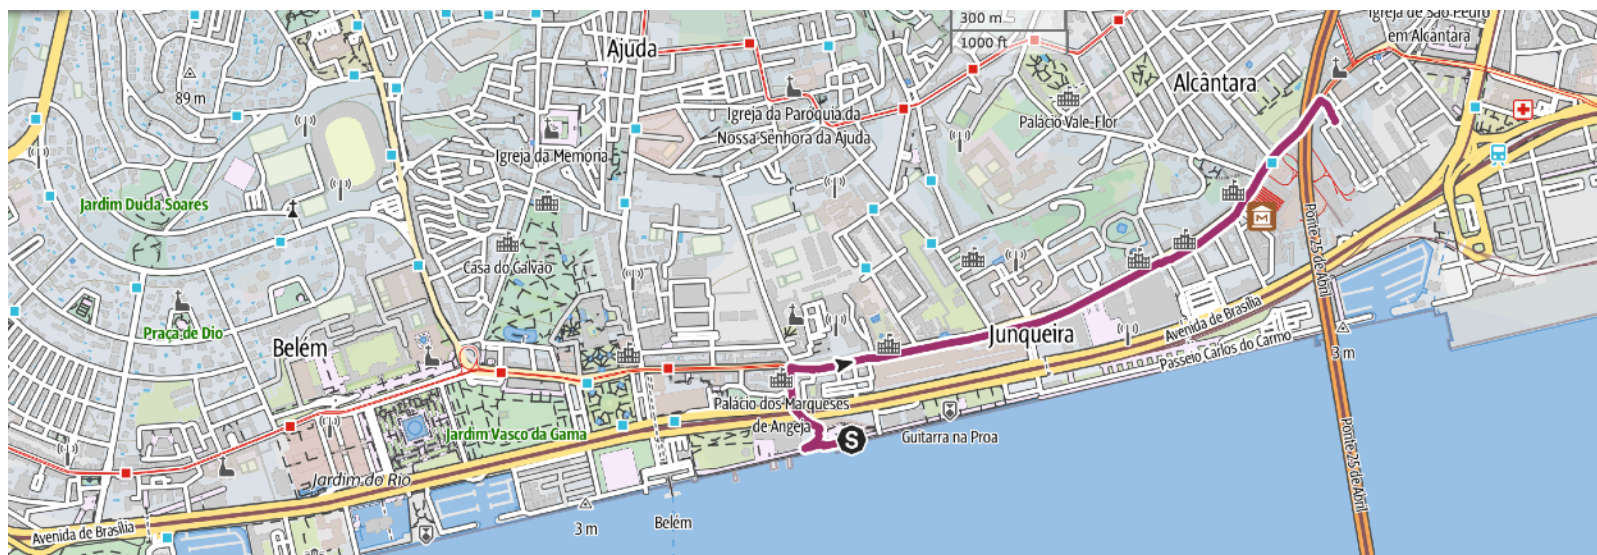 300 m
1000 ft
Igreja de São Pedro
em Alcântara
Ajuda
Alcântara
89 m
Igreja da Paróquia da
Nossa Senhora da Ajuda
Palácio Vale-Flor
Igreja da Memória
Jardim Ducla Soares
M
Casa do Galvão
Ponte 25 de Abril
Praça de Dio
Belém
Junqueira
Avenida de Brasília
Passeio Carlos do Carmo
3 m
Palácio dos Marqueses
de Angeja
Jardim Vasco da Gama
S
Guitarra na Proa
Ponte 25 de Abril
Jardim do Rio
Avenida de Brasília
3 m
Belém